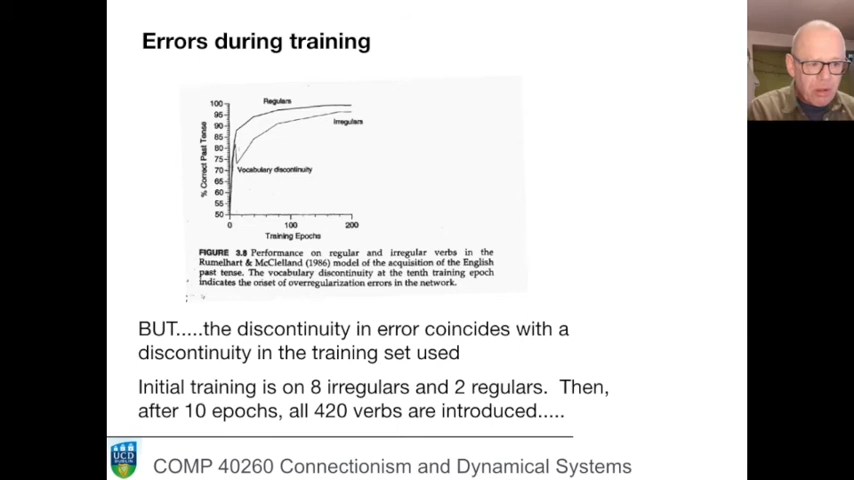 Errors during training
100
95
90
85
80
75
70
65
60
55
50
% Correct Past Tense
Regulars
Irregulars
Vocabulary discontinuity
0 100 200
Training Epochs
FIGURE 3.8 Performance on regular and irregular verbs in the
Rumelhart & McClelland (1986) model of the acquisition of the English
past tense. The vocabulary discontinuity at the tenth training epoch
indicates the onset of overregularization errors in the network.
BUT.....the discontinuity in error coincides with a
discontinuity in the training set used
Initial training is on 8 irregulars and 2 regulars. Then,
after 10 epochs, all 420 verbs are introduced.....
UCD
DUBLIN
COMP 40260 Connectionism and Dynamical Systems